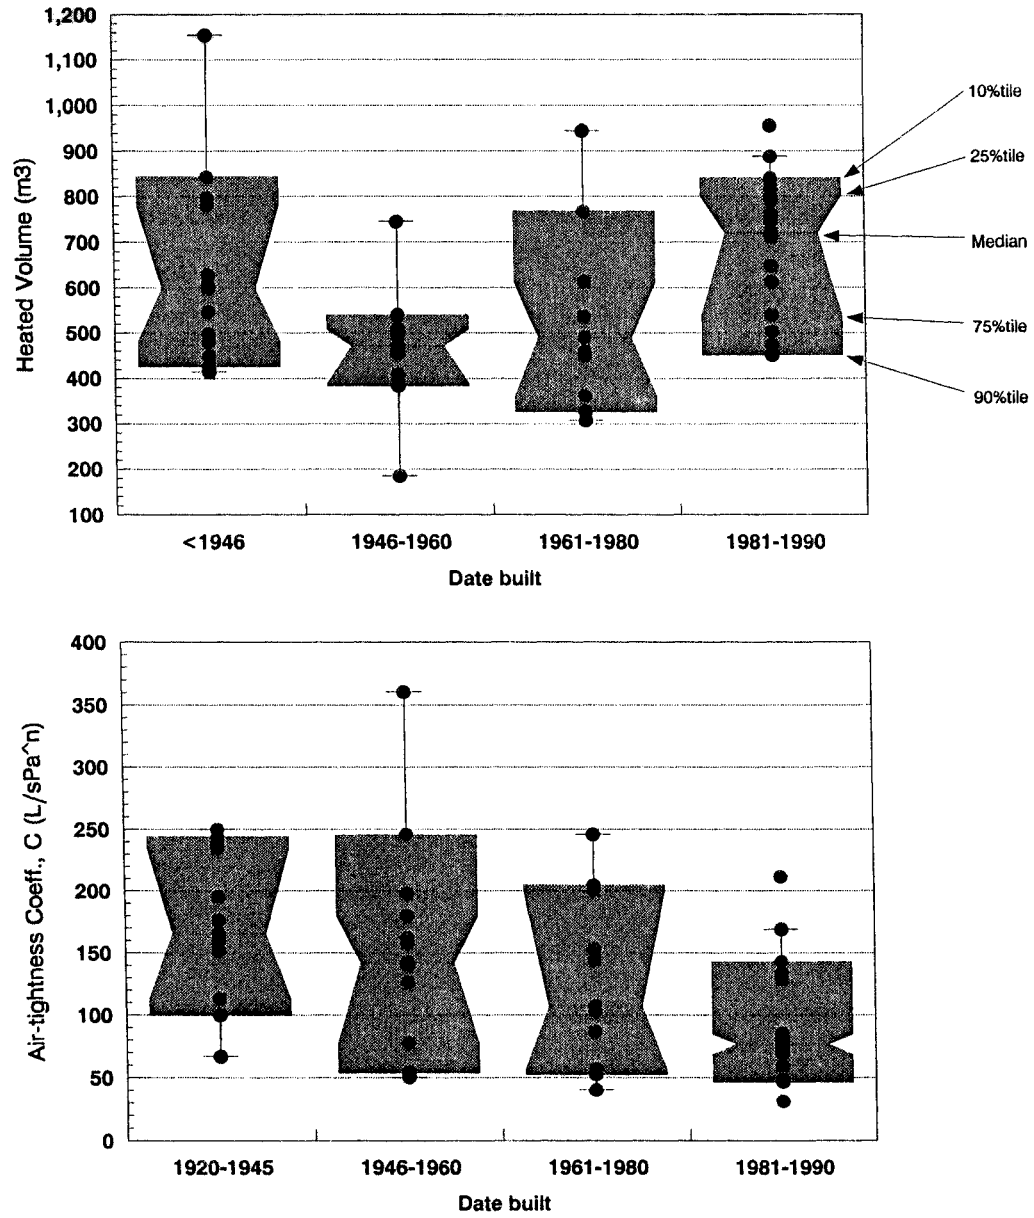 1,200
1,100
1,000
900
800
700
600
500
400
300
200
100
Heated Volume (m3)
10%tile
25%tile
Median
75%tile
90%tile
<1946 1946-1960 1961-1980 1981-1990
Date built
400
350
300
250
200
150
100
50
0
Air-tightness Coeff., C (L/sPa^n)
1920-1945 1946-1960 1961-1980 1981-1990
Date built